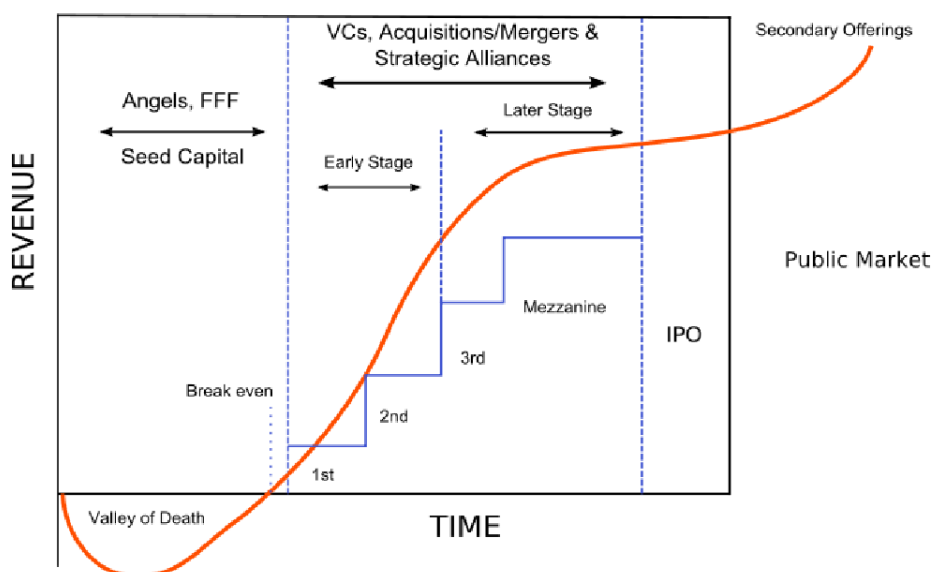 Secondary Offerings
VCs, Acquisitions/Mergers &
Strategic Alliances
Angels, FFF
Seed Capital
Later Stage
Early Stage
REVENUE
Public Market
Mezzanine
IPO
3rd
Break even
2nd
1st
Valley of Death
TIME